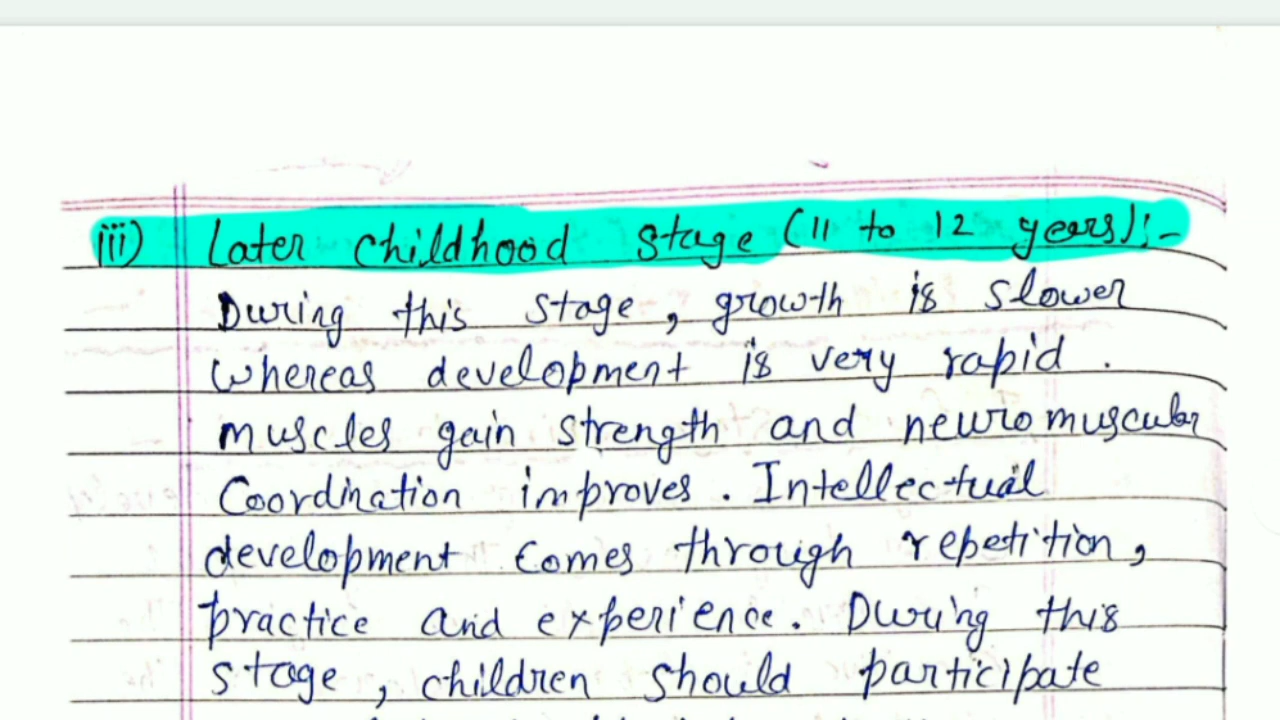 iii) Later childhood stage (11 to 12 years):-
During this stage, growth is slower
whereas development is very rapid.
muscles gain strength and neuromuscular
Coordination improves. Intellectual
development comes through repetition,
practice and experience. During this
stage, children should participate